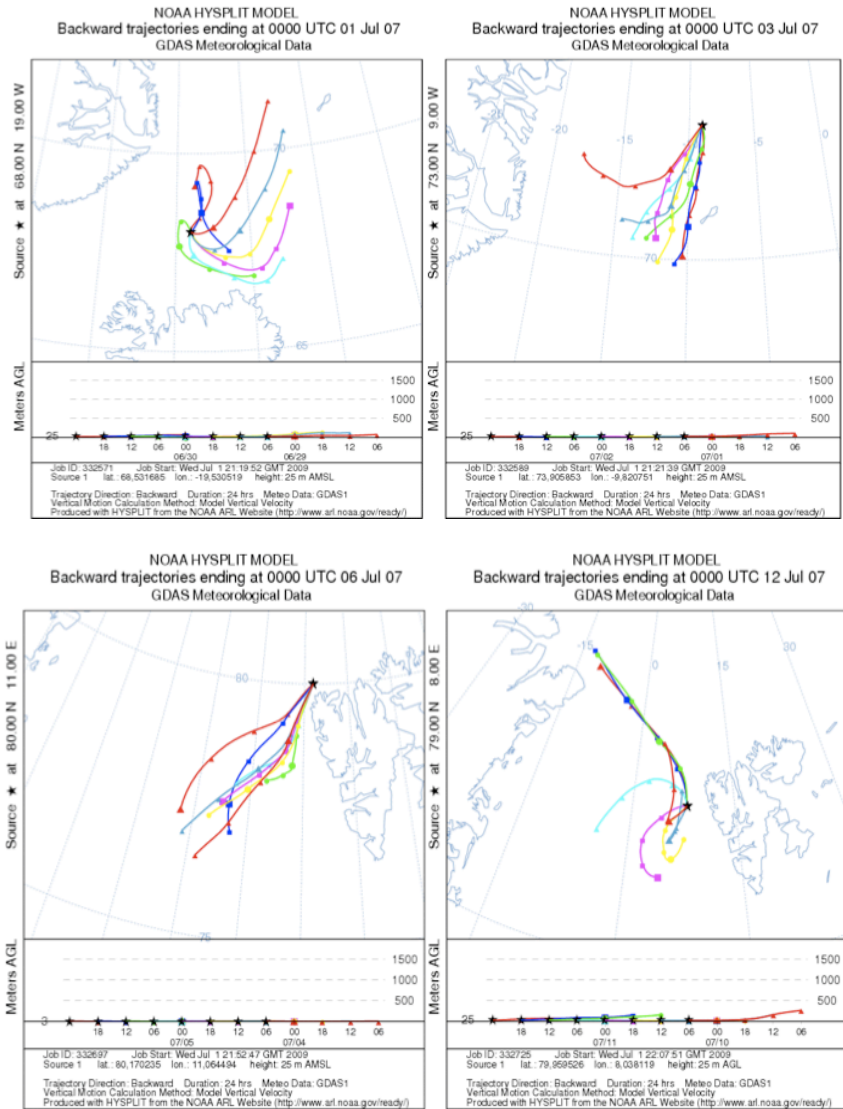 NOAA HYSPLIT MODEL
Backward trajectories ending at 0000 UTC 01 Jul 07
GDAS Meteorological Data
Source ★ at 68.00 N 19.00 W
70
65
Meters AGL
1500
1000
500
25
18 12 06 00 18 12 06 00 18 12 06
06/30 06/29
Job ID: 332571 Job Start: Wed Jul 1 21:19:52 GMT 2009
Source 1 lat.: 68,531685 lon.: -19,530519 height: 25 m AMSL
Trajectory Direction: Backward Duration: 24 hrs Meteo Data: GDAS1
Vertical Motion Calculation Method: Model Vertical Velocity
Produced with HYSPLIT from the NOAA ARL Website (http://www.arl.noaa.gov/ready/)
NOAA HYSPLIT MODEL
Backward trajectories ending at 0000 UTC 03 Jul 07
GDAS Meteorological Data
Source ★ at 73.00 N 9.00 W
-20
-20
-15
-5
0
70
Meters AGL
1500
1000
500
25
18 12 06 00 18 12 06 00 18 12 06
07/02 07/01
Job ID: 332589 Job Start: Wed Jul 1 21:21:39 GMT 2009
Source 1 lat.: 73,905853 lon.: -9,820751 height: 25 m AMSL
Trajectory Direction: Backward Duration: 24 hrs Meteo Data: GDAS1
Vertical Motion Calculation Method: Model Vertical Velocity
Produced with HYSPLIT from the NOAA ARL Website (http://www.arl.noaa.gov/ready/)
NOAA HYSPLIT MODEL
Backward trajectories ending at 0000 UTC 06 Jul 07
GDAS Meteorological Data
Source ★ at 80.00 N 11.00 E
80
75
Meters AGL
1500
1000
500
3
18 12 06 00 18 12 06 00 18 12 06
07/05 07/04
Job ID: 332697 Job Start: Wed Jul 1 21:52:47 GMT 2009
Source 1 lat.: 80,170235 lon.: 11,064494 height: 25 m AMSL
Trajectory Direction: Backward Duration: 24 hrs Meteo Data: GDAS1
Vertical Motion Calculation Method: Model Vertical Velocity
Produced with HYSPLIT from the NOAA ARL Website (http://www.arl.noaa.gov/ready/)
NOAA HYSPLIT MODEL
Backward trajectories ending at 0000 UTC 12 Jul 07
GDAS Meteorological Data
Source ★ at 79.00 N 8.00 E
-30
-15
0
15
30
Meters AGL
1500
1000
500
25
18 12 06 00 18 12 06 00 18 12 06
07/11 07/10
Job ID: 332725 Job Start: Wed Jul 1 22:07:51 GMT 2009
Source 1 lat.: 79,959526 lon.: 8,038119 height: 25 m AGL
Trajectory Direction: Backward Duration: 24 hrs Meteo Data: GDAS1
Vertical Motion Calculation Method: Model Vertical Velocity
Produced with HYSPLIT from the NOAA ARL Website (http://www.arl.noaa.gov/ready/)